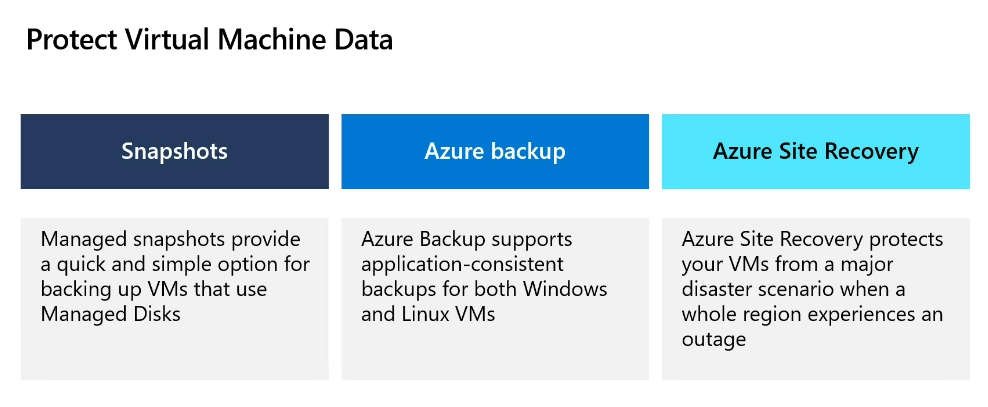 Protect Virtual Machine Data
Snapshots
Azure backup
Azure Site Recovery
Managed snapshots provide
a quick and simple option for
backing up VMs that use
Managed Disks
Azure Backup supports
application-consistent
backups for both Windows
and Linux VMs
Azure Site Recovery protects
your VMs from a major
disaster scenario when a
whole region experiences an
outage